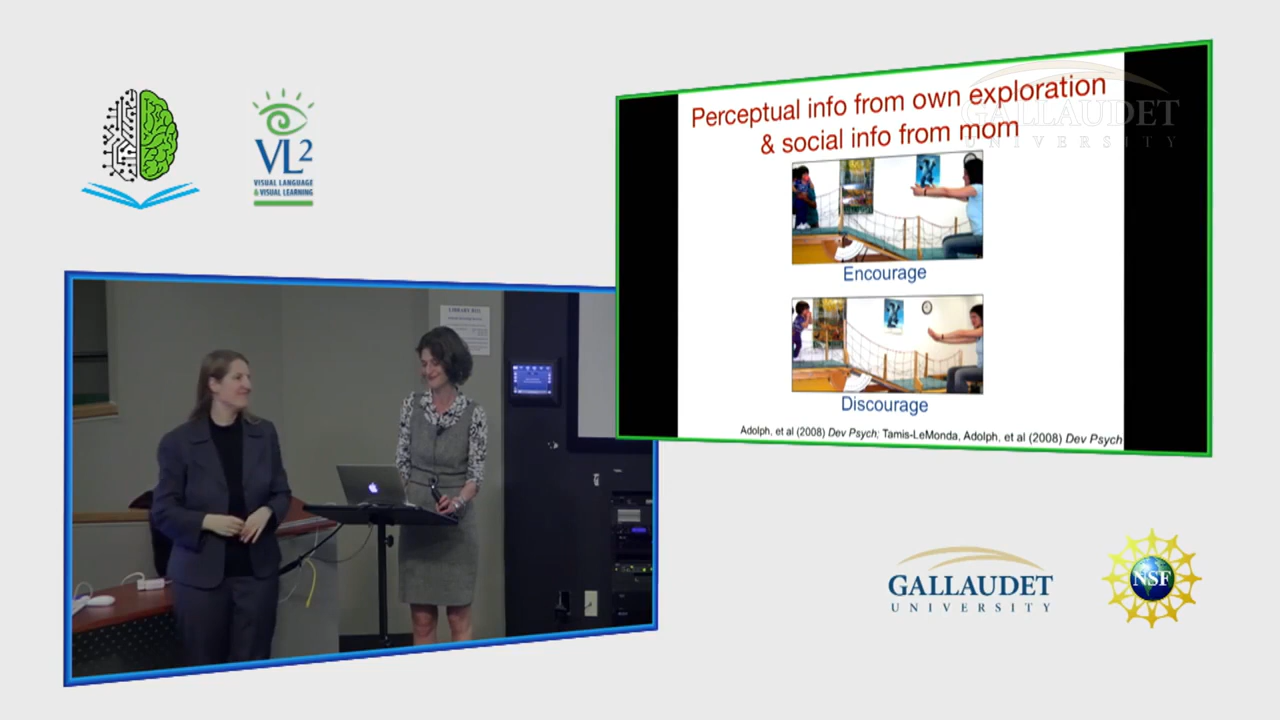 VL2
VISUAL LANGUAGE
& VISUAL LEARNING
Perceptual info from own exploration
& social info from mom
GALLAUDET
UNIVERSITY
Encourage
Discourage
Adolph, et al (2008) Dev Psych; Tamis-LeMonda, Adolph, et al (2008) Dev Psych
LIBRARY B111
GALLAUDET
UNIVERSITY
NSF